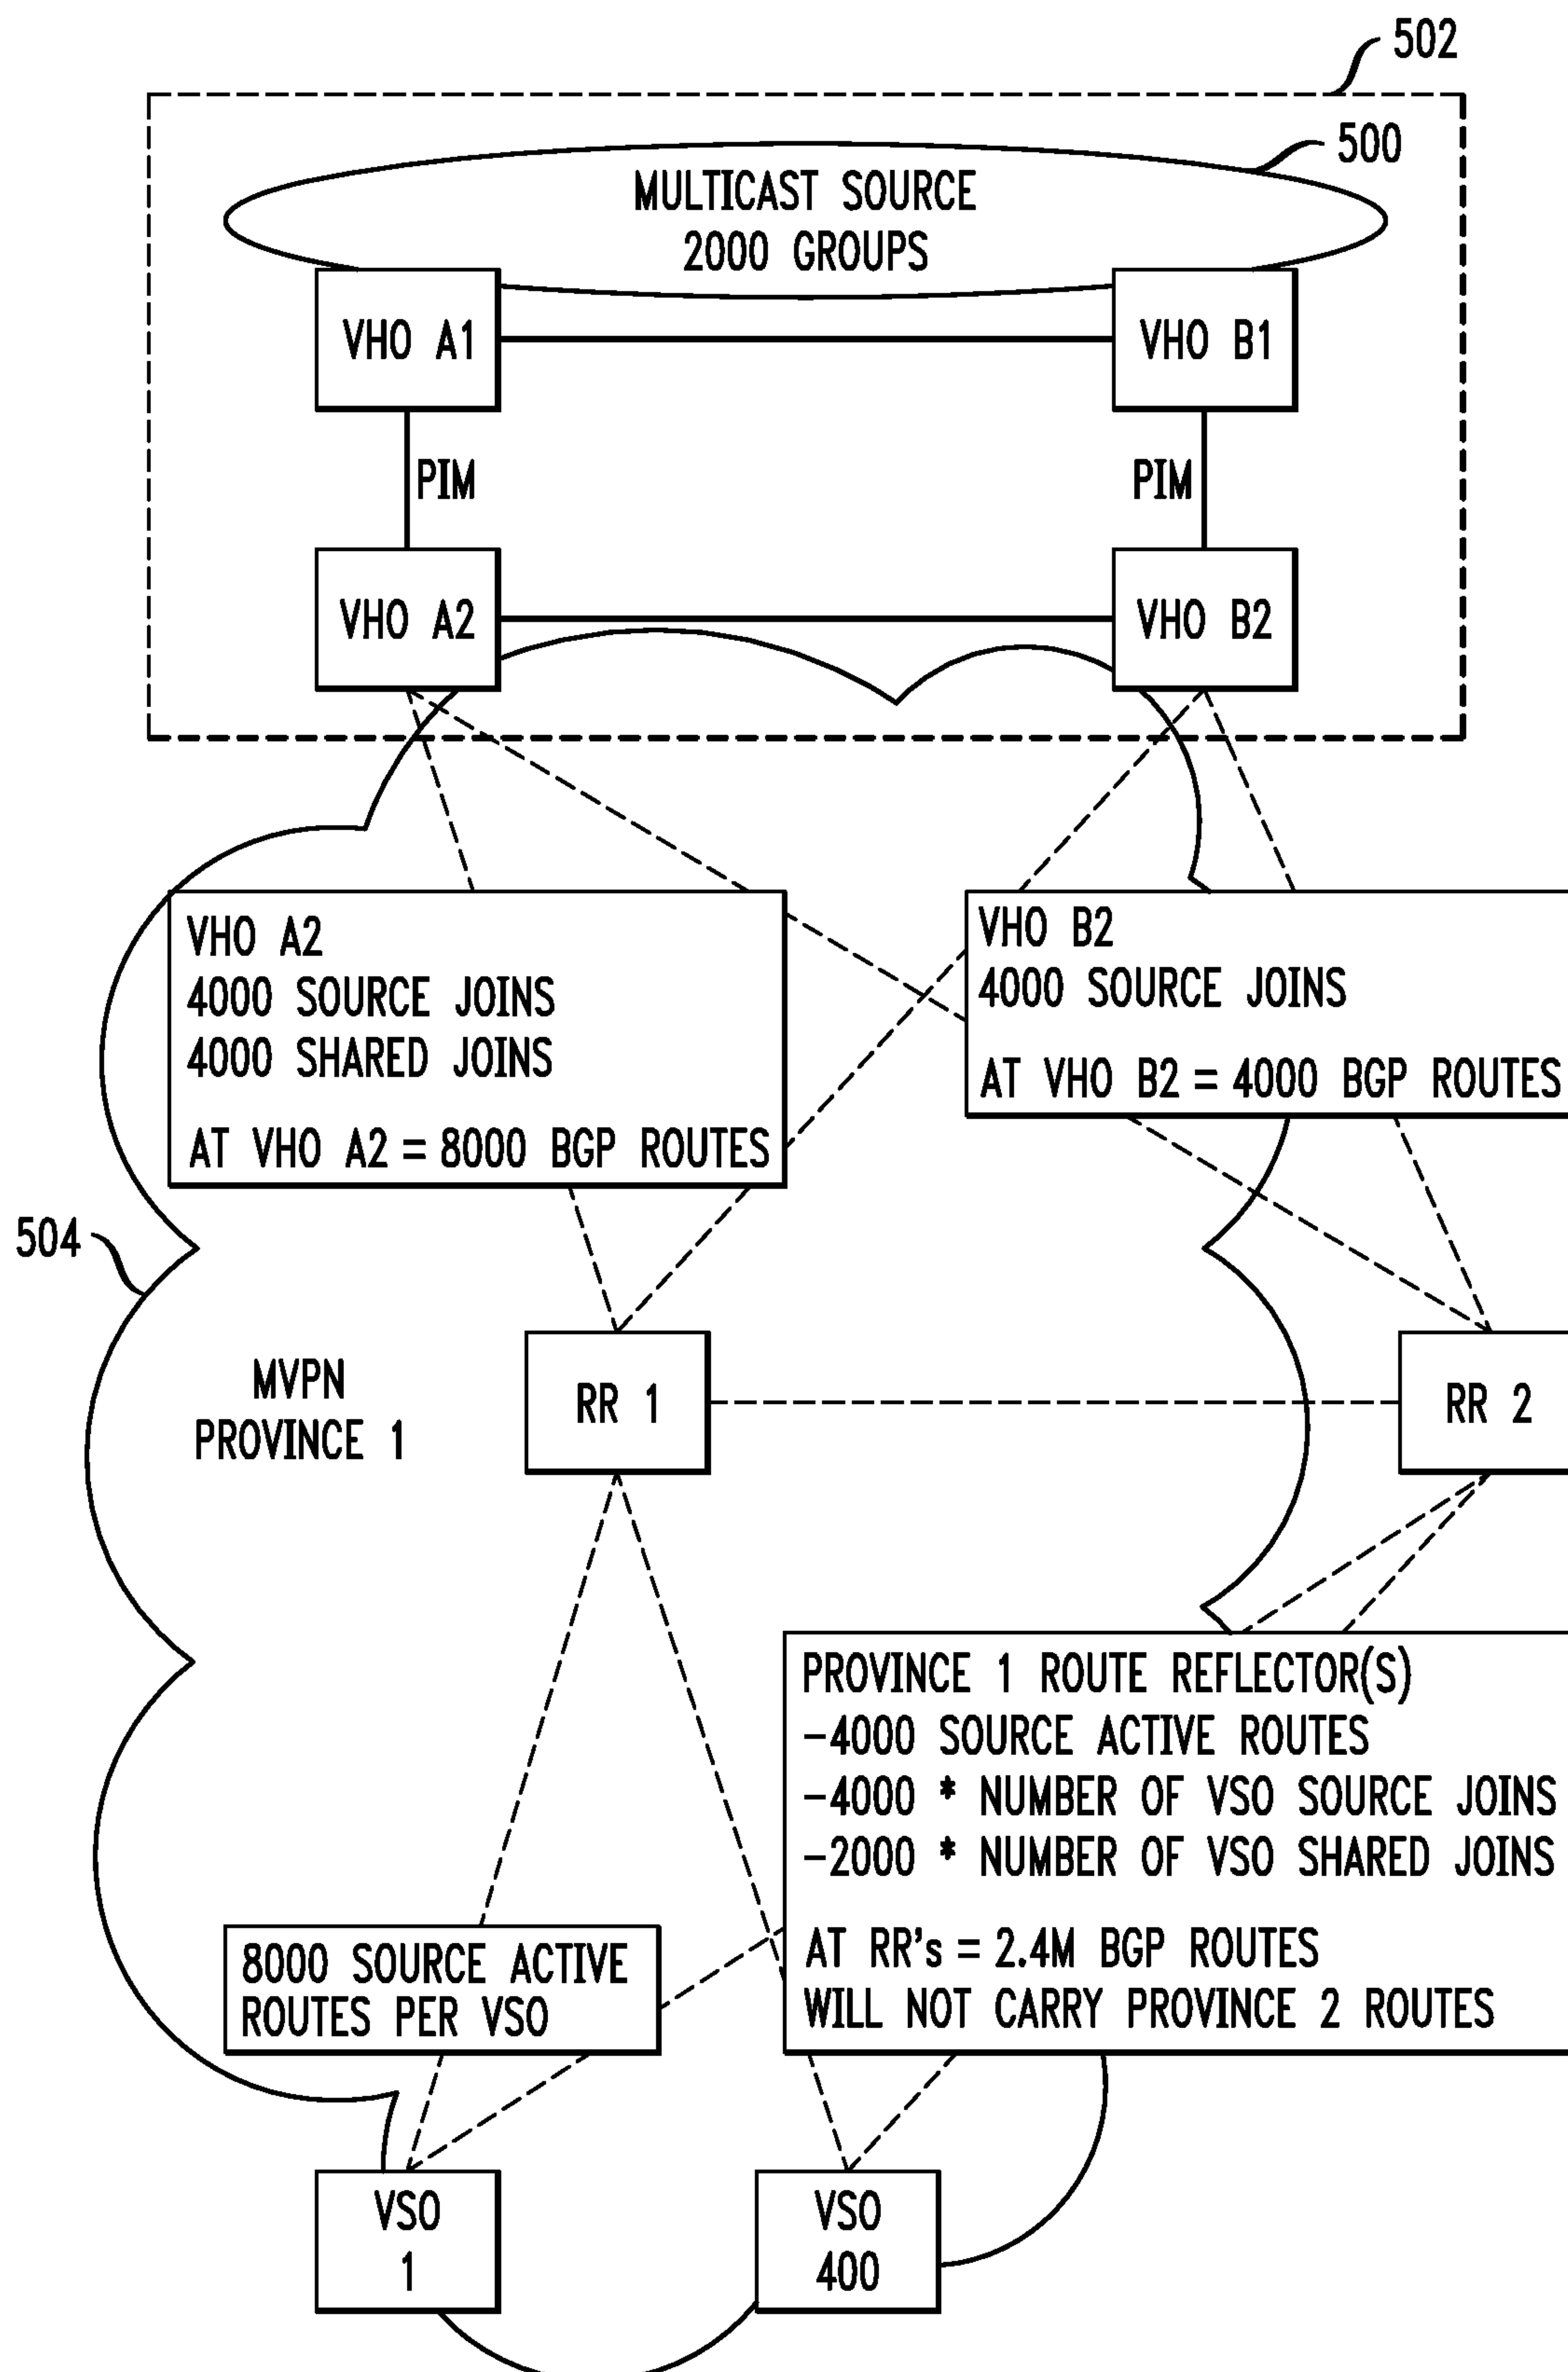 502
500
MULTICAST SOURCE
2000 GROUPS
VHO A1
VHO B1
PIM
PIM
VHO A2
VHO B2
VHO A2
4000 SOURCE JOINS
4000 SHARED JOINS
AT VHO A2 = 8000 BGP ROUTES
VHO B2
4000 SOURCE JOINS
AT VHO B2 = 4000 BGP ROUTES
504
MVPN
PROVINCE 1
RR 1
RR 2
PROVINCE 1 ROUTE REFLECTOR(S)
-4000 SOURCE ACTIVE ROUTES
-4000 * NUMBER OF VSO SOURCE JOINS
-2000 * NUMBER OF VSO SHARED JOINS
AT RR's = 2.4M BGP ROUTES
WILL NOT CARRY PROVINCE 2 ROUTES
8000 SOURCE ACTIVE
ROUTES PER VSO
VSO
1
VSO
400